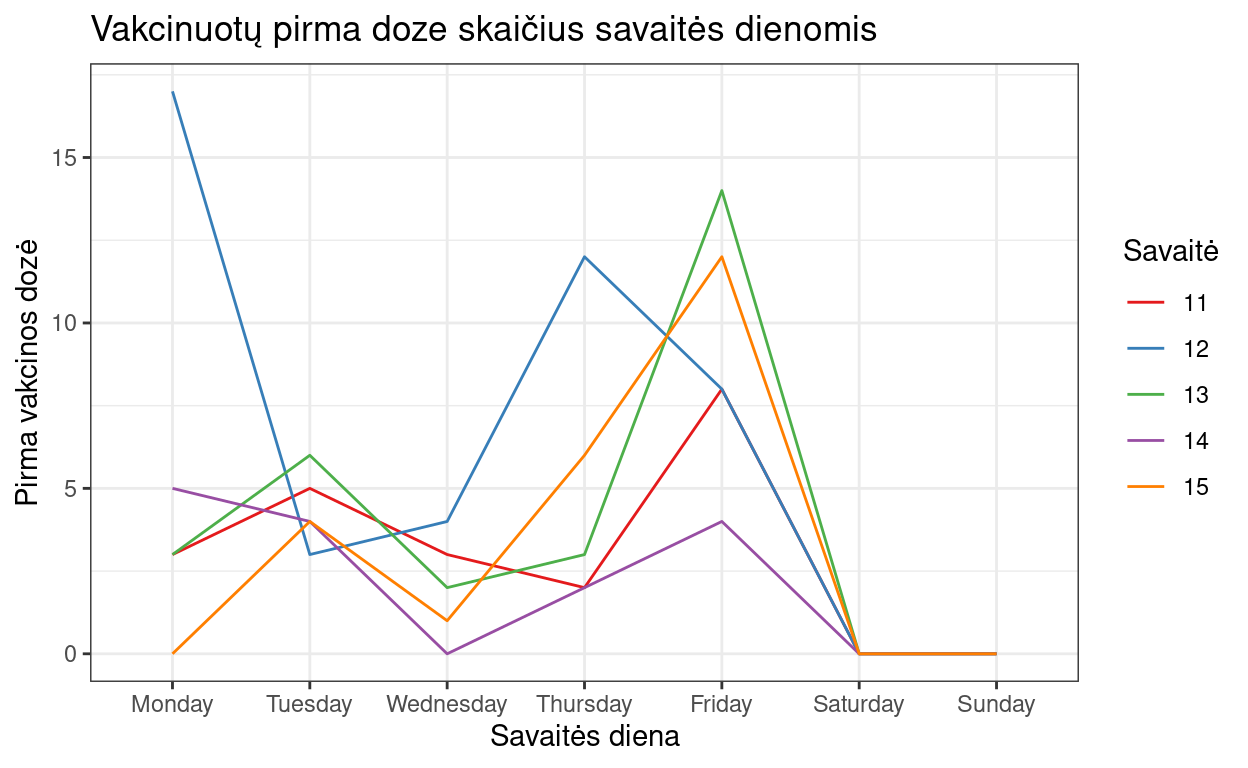 Vakcinuotų pirma doze skaičius savaitės dienomis
Pirma vakcinos dozė
15
10
5
0
Monday Tuesday Wednesday Thursday Friday Saturday Sunday
Savaitės diena
Savaitė
11
12
13
14
15